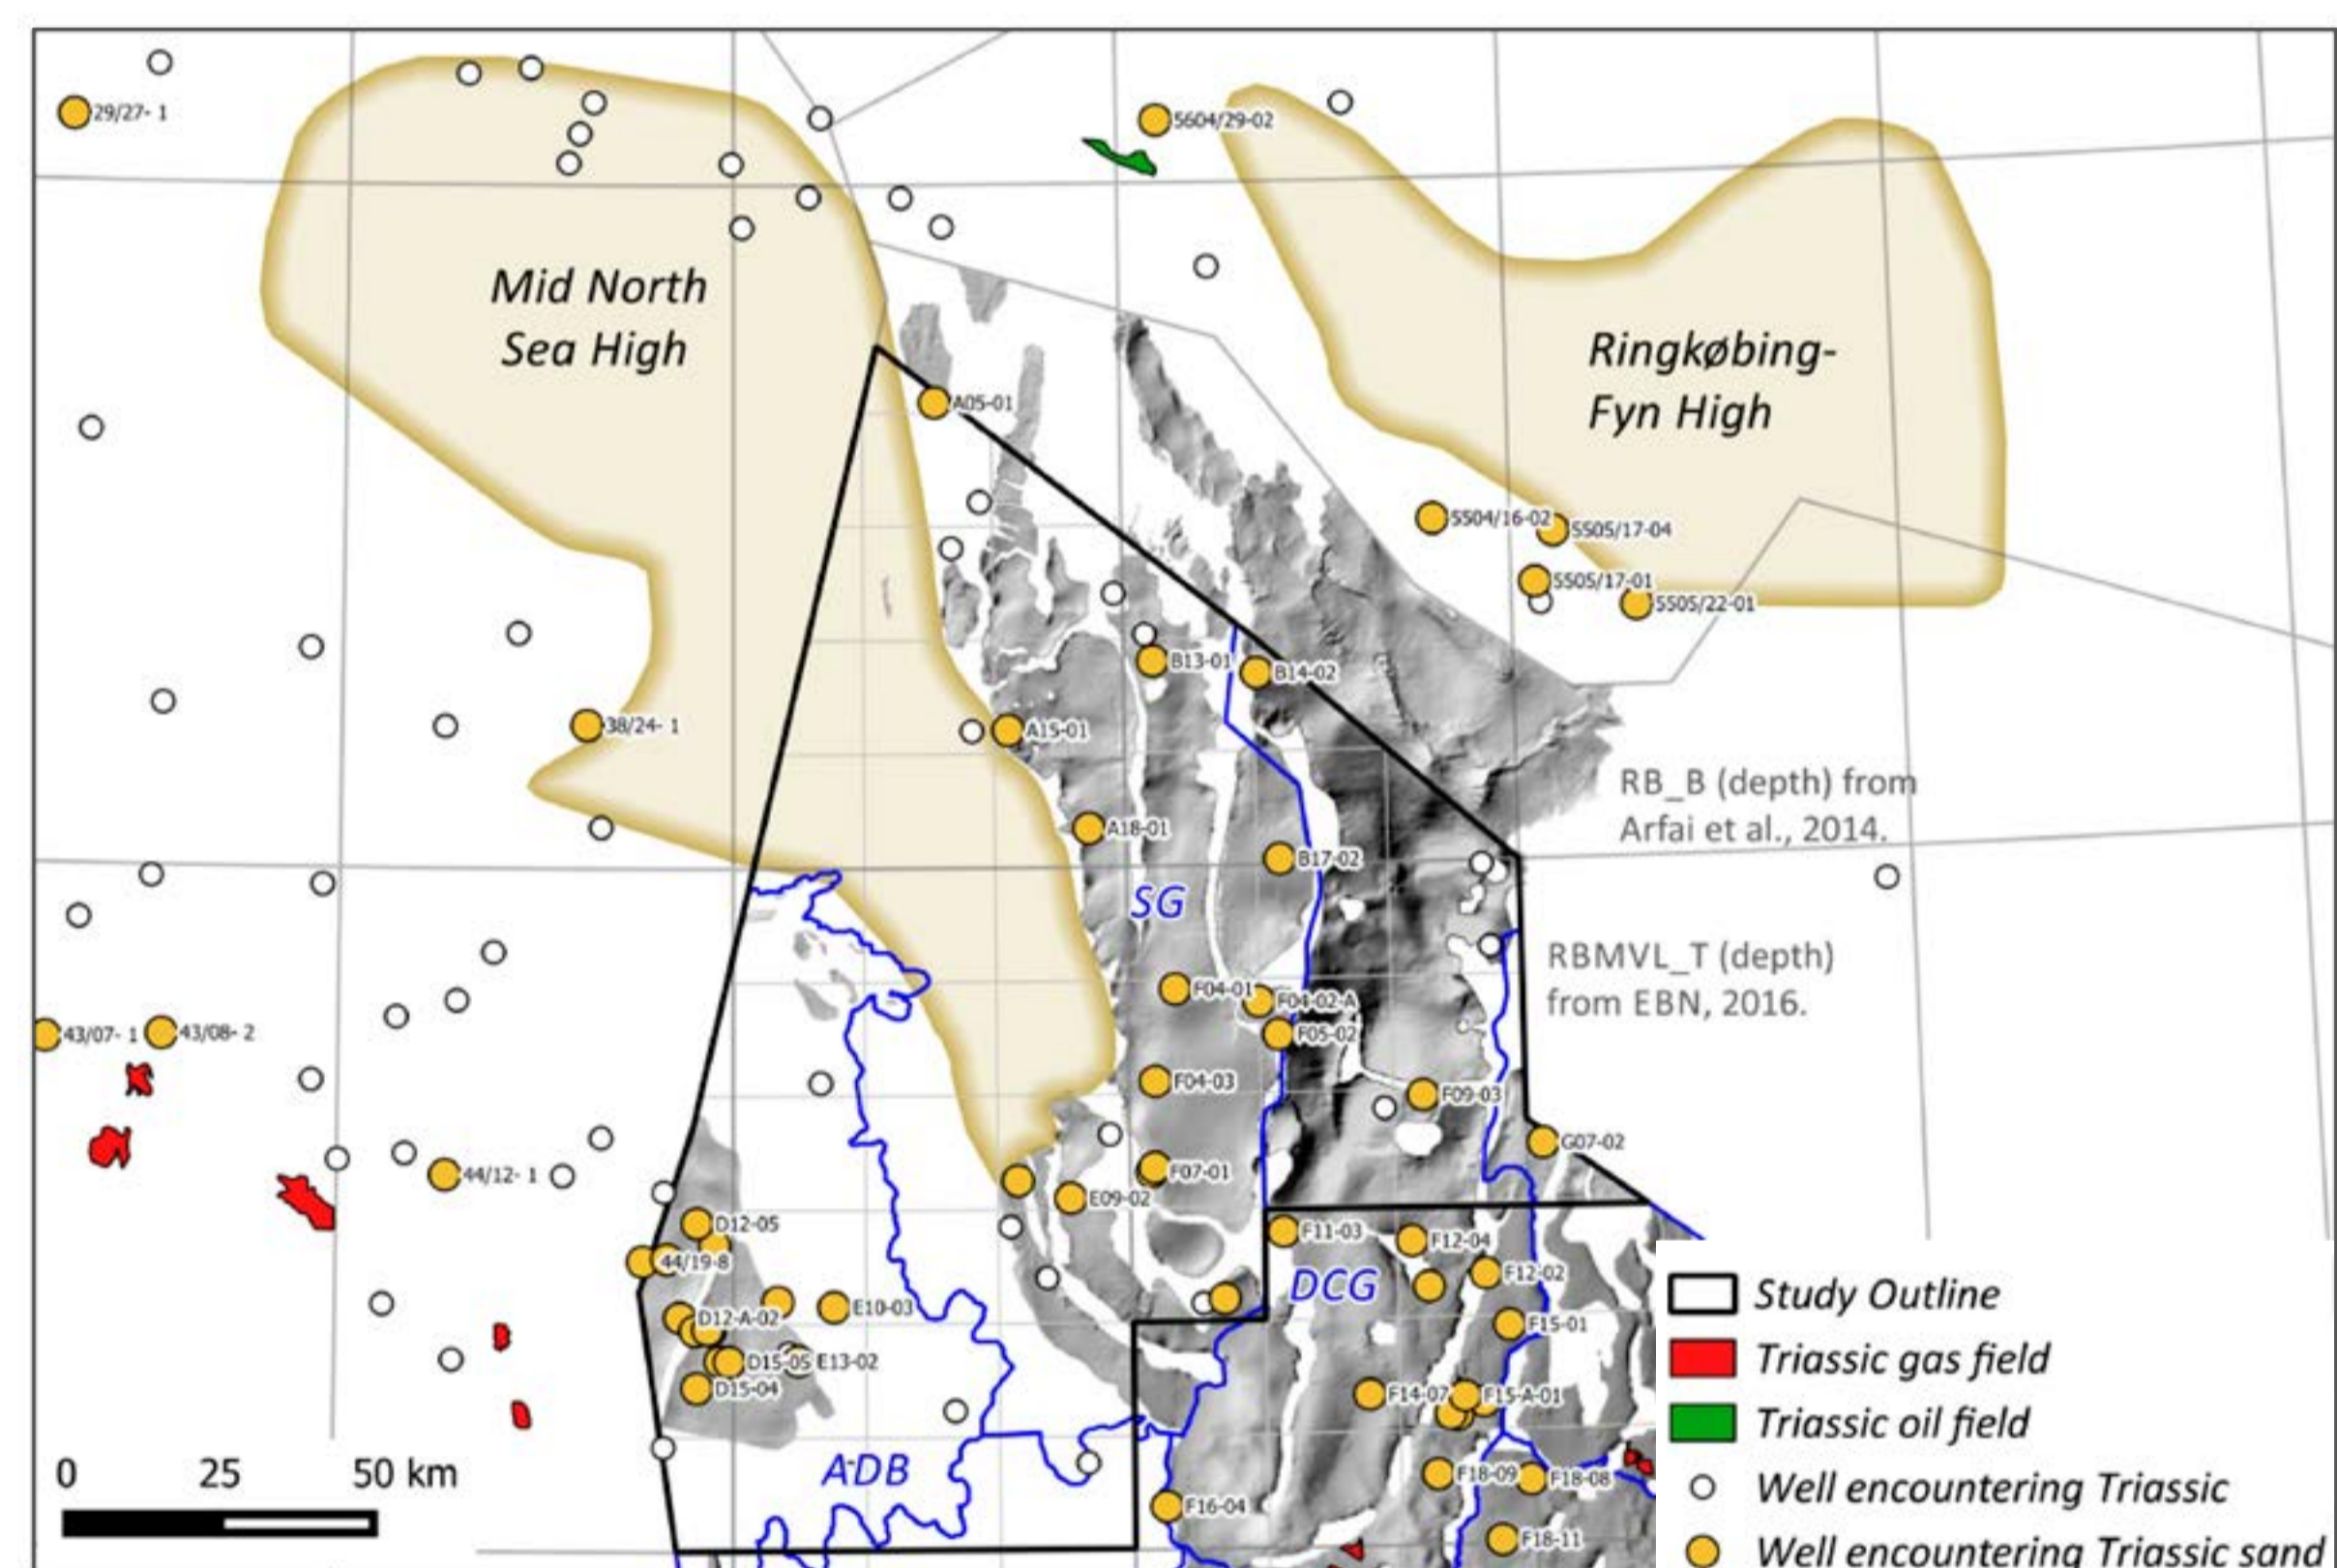 29/27- 1
5604/29-02
Mid North
Sea High
Ringkøbing-
Fyn High
A05-01
5504/16-02
5505/17-04
5505/17-01
5505/22-01
B13-01
B14-02
38/24- 1
A15-01
RB_B (depth) from
Arfai et al., 2014.
A18-01
B17-02
SG
RBMVL_T (depth)
from EBN, 2016.
F04-01
F04-02-A
43/07- 1
43/08- 2
F05-02
F04-03
F09-03
G07-02
44/12- 1
F07-01
E09-02
D12-05
F11-03
F12-04
44/19-8
F12-02
DCG
Study Outline
E10-03
D12-A-02
F15-01
D15-05
E13-02
Triassic gas field
D15-04
F14-07
F15-A-01
Triassic oil field
0 25 50 km
ADB
F18-09
F18-08
Well encountering Triassic
F16-04
F18-11
Well encountering Triassic sand